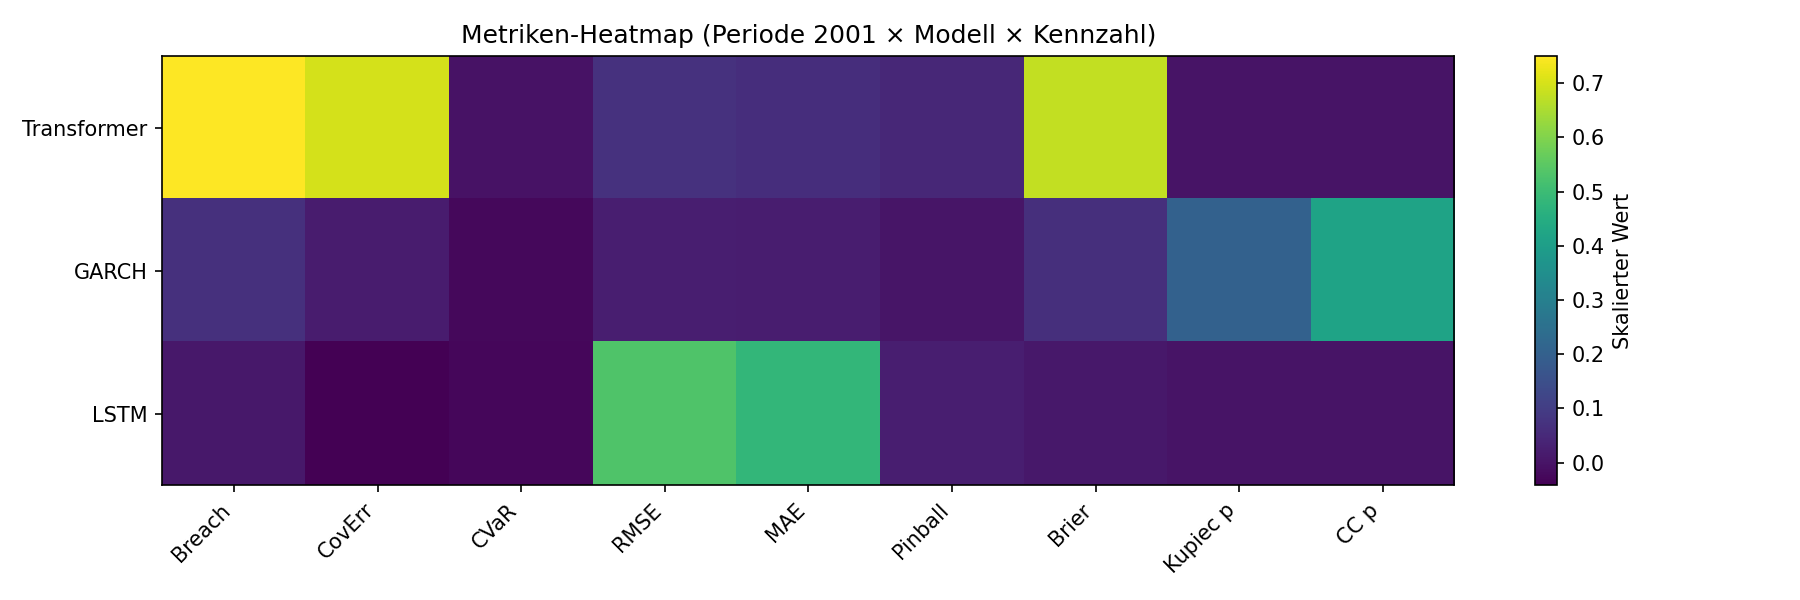 Metriken-Heatmap (Periode 2001 × Modell × Kennzahl)
Transformer
GARCH
LSTM
Breach
CovErr
CVaR
RMSE
MAE
Pinball
Brier
Kupiec p
CC p
0.7
0.6
0.5
0.4
0.3
0.2
0.1
0.0
Skalierter Wert